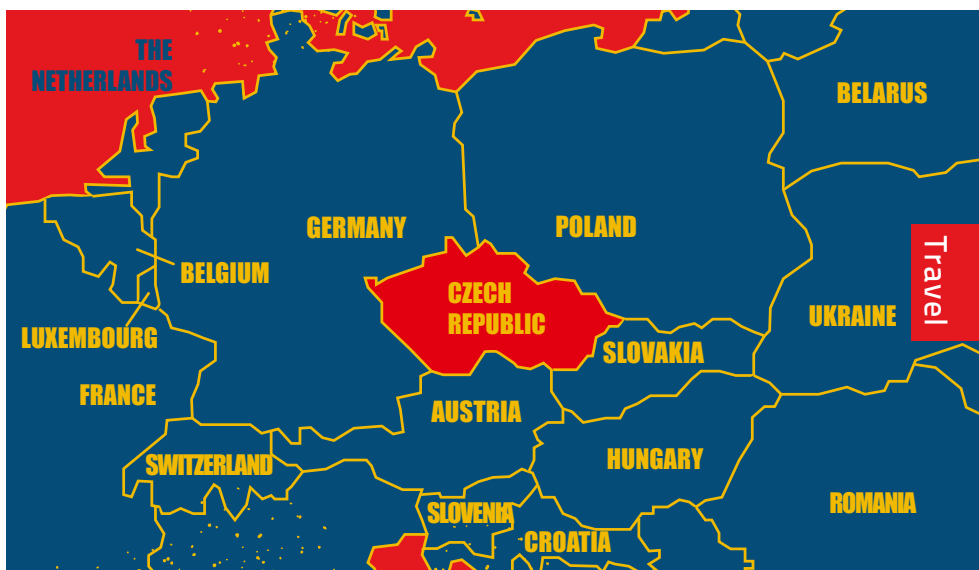 THE
NETHERLANDS
BELARUS
GERMANY
POLAND
Travel
BELGIUM
CZECH
REPUBLIC
UKRAINE
LUXEMBOURG
SLOVAKIA
FRANCE
AUSTRIA
SWITZERLAND
HUNGARY
ROMANIA
SLOVENIA
CROATIA